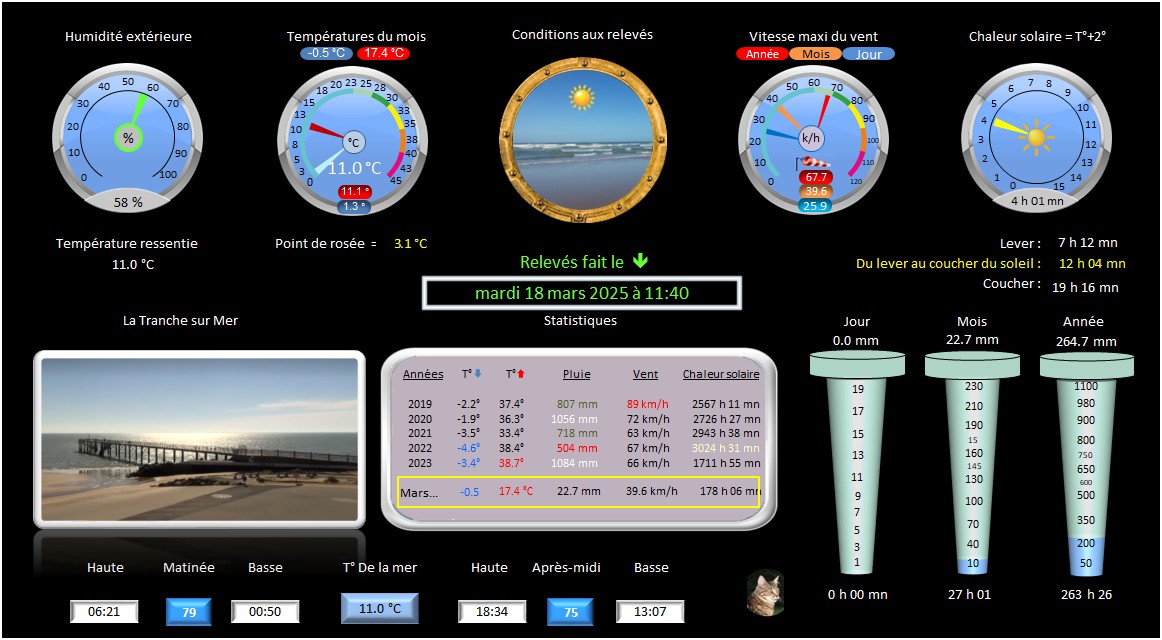 Humidité extérieure
Températures du mois
Conditions aux relevés
Vitesse maxi du vent
Chaleur solaire = T°+2°
-0.5 °C 17.4 °C
Année Mois Jour
0 10 20 30 40 50 60 70 80 90 100
%
58 %
0 3 5 8 10 13 15 18 20 23 25 28 30 33 35 38 40 43 45
°C
11.0 °C
11.1 °
1.3 °
0 10 20 30 40 50 60 70 80 90 100 110 120
k/h
67.7
39.6
25.9
0 1 2 3 4 5 6 7 8 9 10 11 12 13 14 15
4 h 01 mn
Température ressentie
11.0 °C
Point de rosée = 3.1 °C
Lever : 7 h 12 mn
Du lever au coucher du soleil : 12 h 04 mn
Coucher : 19 h 16 mn
Relevés fait le
mardi 18 mars 2025 à 11:40
La Tranche sur Mer
Statistiques
Années T° T° Pluie Vent Chaleur solaire
2019 -2.2° 37.4° 807 mm 89 km/h 2567 h 11 mn
2020 -1.9° 36.3° 1056 mm 72 km/h 2726 h 27 mn
2021 -3.5° 33.4° 718 mm 63 km/h 2943 h 38 mn
2022 -4.6° 38.4° 504 mm 67 km/h 3024 h 31 mn
2023 -3.4° 38.7° 1084 mm 66 km/h 1711 h 55 mn
Mars... -0.5 17.4 °C 22.7 mm 39.6 km/h 178 h 06 mn
Jour Mois Année
0.0 mm 22.7 mm 264.7 mm
19
17
15
13
11
9
7
5
3
1
230
210
190
15
160
145
130
100
70
40
10
1100
980
900
800
750
650
600
500
350
200
50
0 h 00 mn 27 h 01 263 h 26
Haute Matinée Basse T° De la mer Haute Après-midi Basse
06:21 79 00:50 11.0 °C 18:34 75 13:07